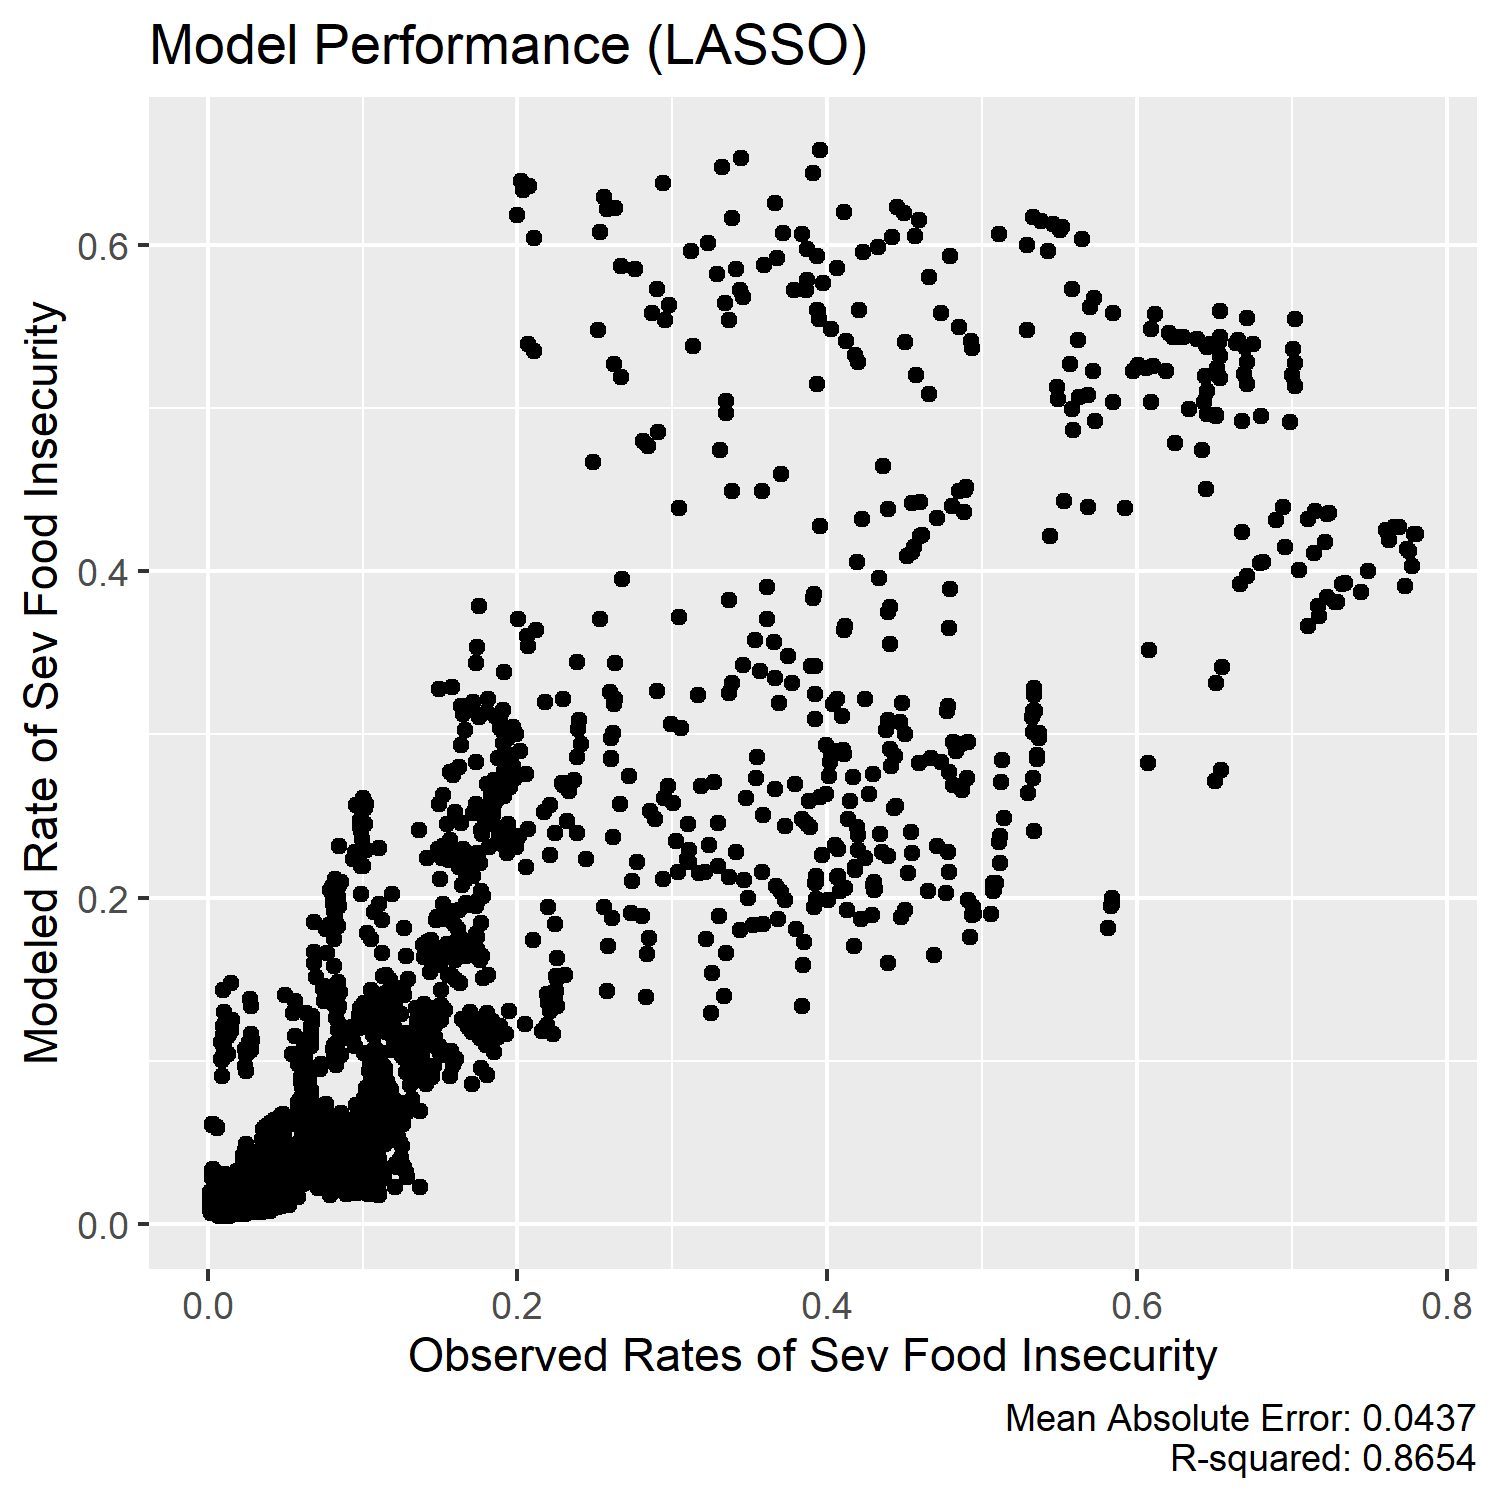 Model Performance (LASSO)
Modeled Rate of Sev Food Insecurity
0.6
0.4
0.2
0.0
0.0 0.2 0.4 0.6 0.8
Observed Rates of Sev Food Insecurity
Mean Absolute Error: 0.0437
R-squared: 0.8654